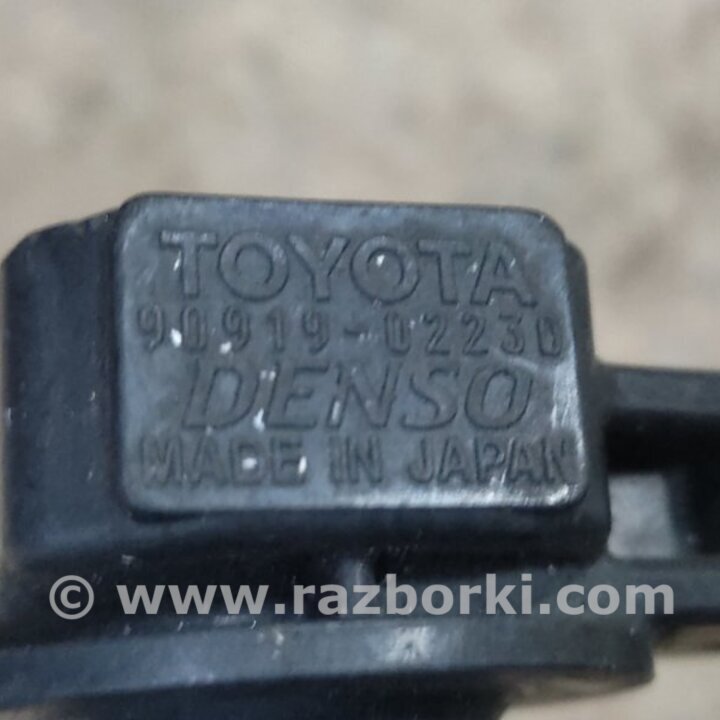 TOYOTA
90919-02230
DENSO
MADE IN JAPAN
© www.razborki.com